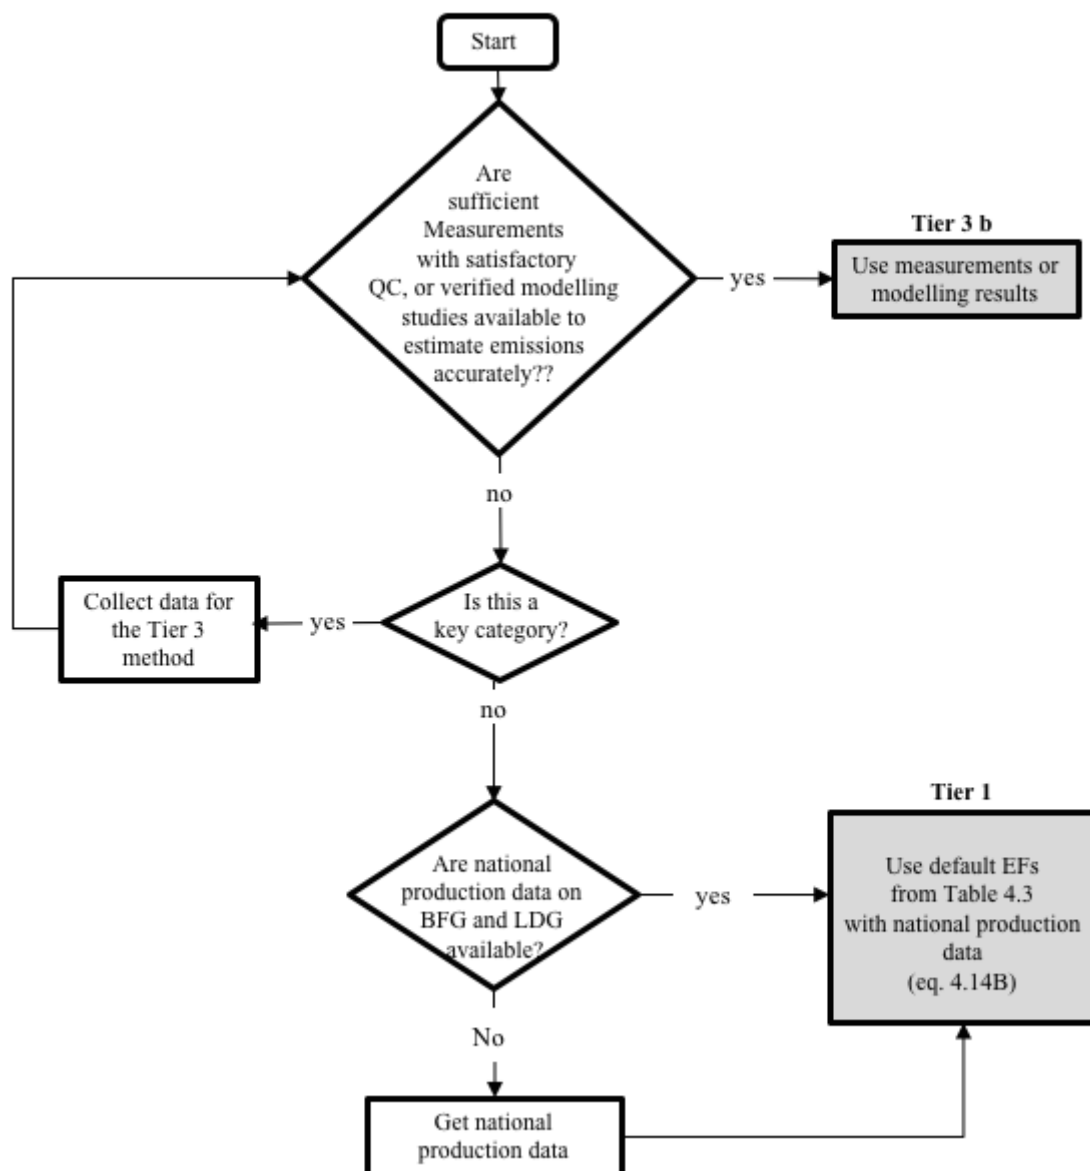 Start
Are
sufficient
Measurements
with satisfactory
QC, or verified modelling
studies available to
estimate emissions
accurately??
yes
Tier 3 b
Use measurements or
modelling results
no
Is this a
key category?
yes
Collect data for
the Tier 3
method
no
Are national
production data on
BFG and LDG
available?
yes
Tier 1
Use default EFs
from Table 4.3
with national production
data
(eq. 4.14B)
No
Get national
production data